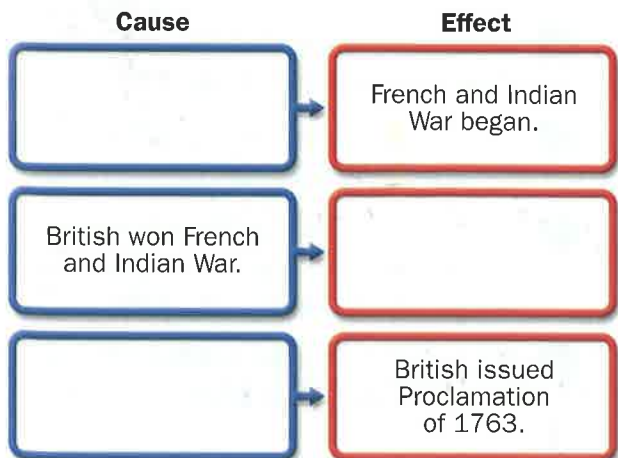 Cause
Effect
French and Indian
War began.
British won French
and Indian War.
British issued
Proclamation
of 1763.